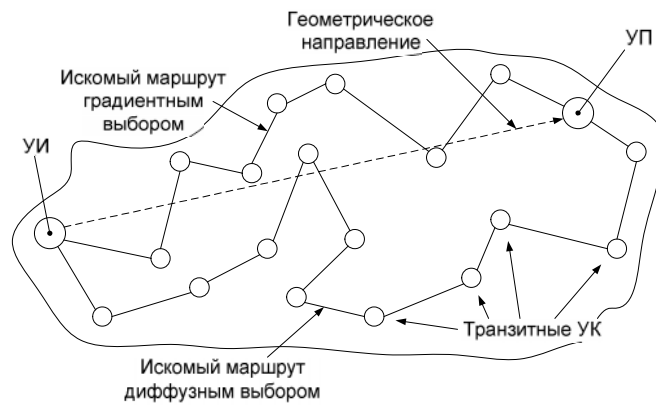 Геометрическое
направление
УП
Искомый маршрут
градиентным
выбором
УИ
Транзитные УК
Искомый маршрут
диффузным выбором